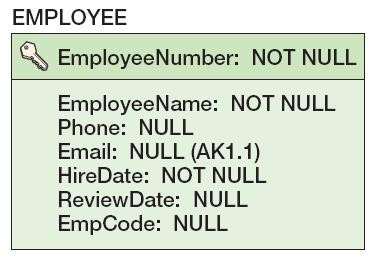 EMPLOYEE
EmployeeNumber: NOT NULL
EmployeeName: NOT NULL
Phone: NULL
Email: NULL (AK1.1)
HireDate: NOT NULL
ReviewDate: NULL
EmpCode: NULL